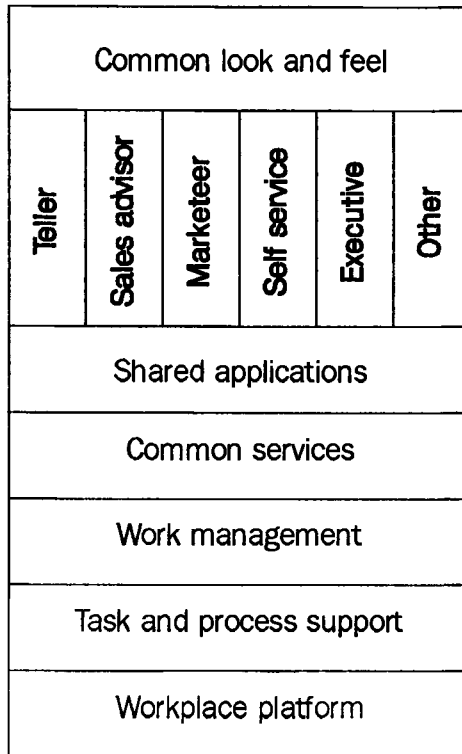 Common look and feel
Teller
Sales advisor
Marketeer
Self service
Executive
Other
Shared applications
Common services
Work management
Task and process support
Workplace platform